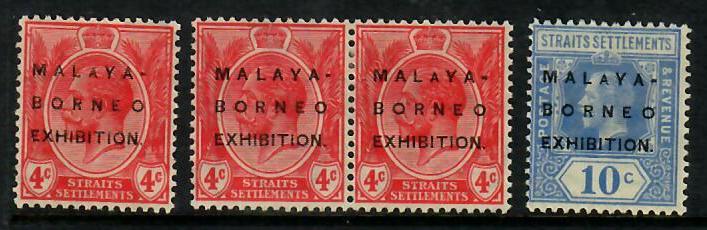 MALAYA-
BORNEO
EXHIBITION.
4c 4c
STRAITS
SETTLEMENTS
MALAYA-
BORNEO
EXHIBITION.
4c 4c
STRAITS
SETTLEMENTS
MALAYA-
BORNEO
EXHIBITION.
4c 4c
STRAITS
SETTLEMENTS
STRAITS SETTLEMENTS
POSTAGE
& REVENUE
MALAYA-
BORNEO
EXHIBITION.
10c